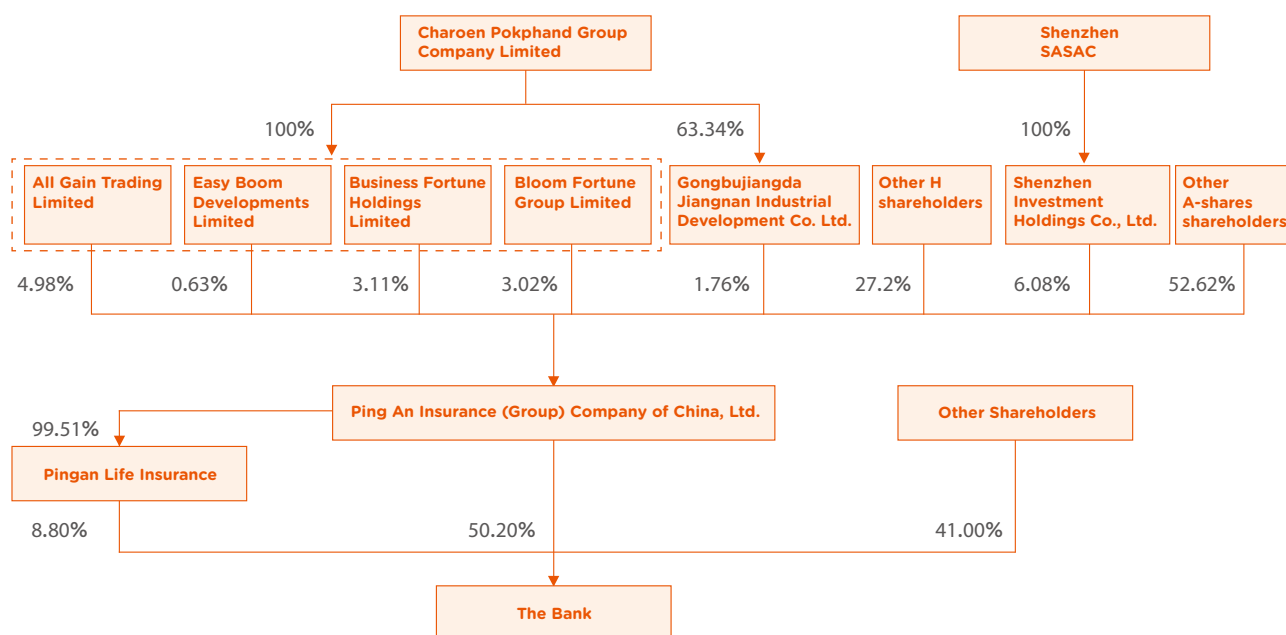 Charoen Pokphand Group
Company Limited
Shenzhen
SASAC
100%
63.34%
100%
All Gain Trading
Limited
Easy Boom
Developments
Limited
Business Fortune
Holdings
Limited
Bloom Fortune
Group Limited
Gongbujiangda
Jiangnan Industrial
Development Co. Ltd.
Other H
shareholders
Shenzhen
Investment
Holdings Co., Ltd.
Other
A-shares
shareholders
4.98%
0.63%
3.11%
3.02%
1.76%
27.2%
6.08%
52.62%
Ping An Insurance (Group) Company of China, Ltd.
Other Shareholders
99.51%
Pingan Life Insurance
8.80%
50.20%
41.00%
The Bank